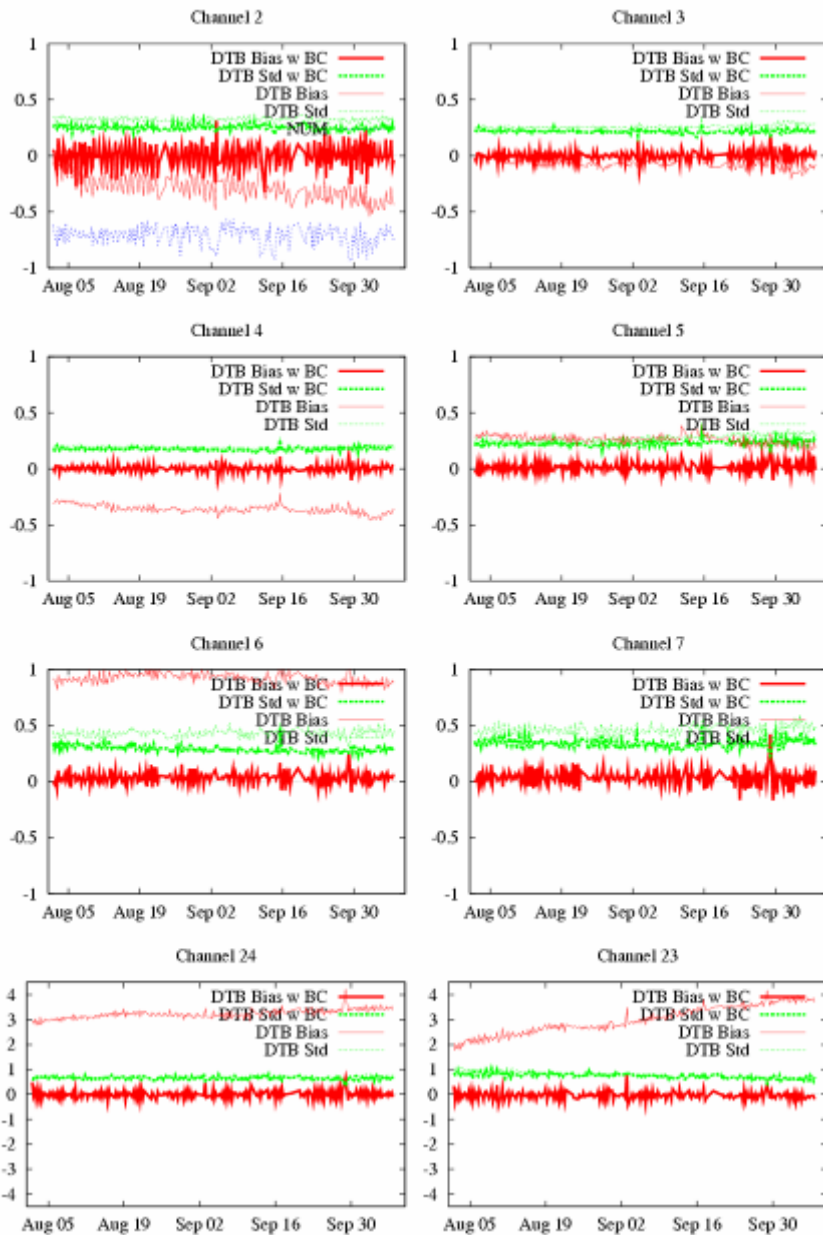 Channel 2
1
DTB Bias w BC
DTB Std w BC
0.5
DTB Bias
DTB Std
NUM
0
-0.5
-1
Aug 05 Aug 19 Sep 02 Sep 16 Sep 30
Channel 3
1
DTB Bias w BC
DTB Std w BC
0.5
DTB Bias
DTB Std
0
-0.5
-1
Aug 05 Aug 19 Sep 02 Sep 16 Sep 30
Channel 4
1
DTB Bias w BC
DTB Std w BC
0.5
DTB Bias
DTB Std
0
-0.5
-1
Aug 05 Aug 19 Sep 02 Sep 16 Sep 30
Channel 5
1
DTB Bias w BC
DTB Std w BC
0.5
DTB Bias
DTB Std
0
-0.5
-1
Aug 05 Aug 19 Sep 02 Sep 16 Sep 30
Channel 6
1
DTB Bias w BC
DTB Std w BC
0.5
DTB Bias
DTB Std
0
-0.5
-1
Aug 05 Aug 19 Sep 02 Sep 16 Sep 30
Channel 7
1
DTB Bias w BC
DTB Std w BC
0.5
DTB Bias
DTB Std
0
-0.5
-1
Aug 05 Aug 19 Sep 02 Sep 16 Sep 30
Channel 24
4
DTB Bias w BC
3
DTB Std w BC
DTB Bias
2
DTB Std
1
0
-1
-2
-3
-4
Aug 05 Aug 19 Sep 02 Sep 16 Sep 30
Channel 23
4
DTB Bias w BC
3
DTB Std w BC
DTB Bias
2
DTB Std
1
0
-1
-2
-3
-4
Aug 05 Aug 19 Sep 02 Sep 16 Sep 30